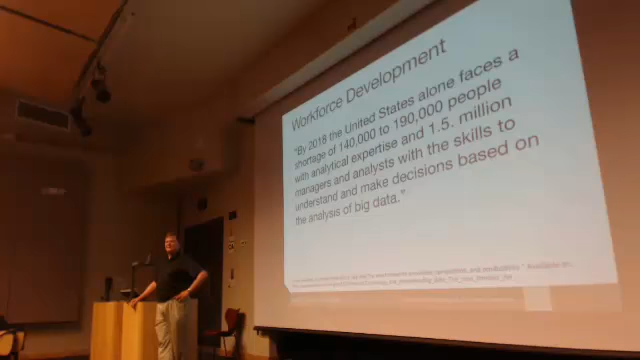 Workforce Development
"By 2018 the United States alone faces a
shortage of 140,000 to 190,000 people
with analytical expertise and 1.5. million
managers and analysts with the skills to
understand and make decisions based on
the analysis of big data."